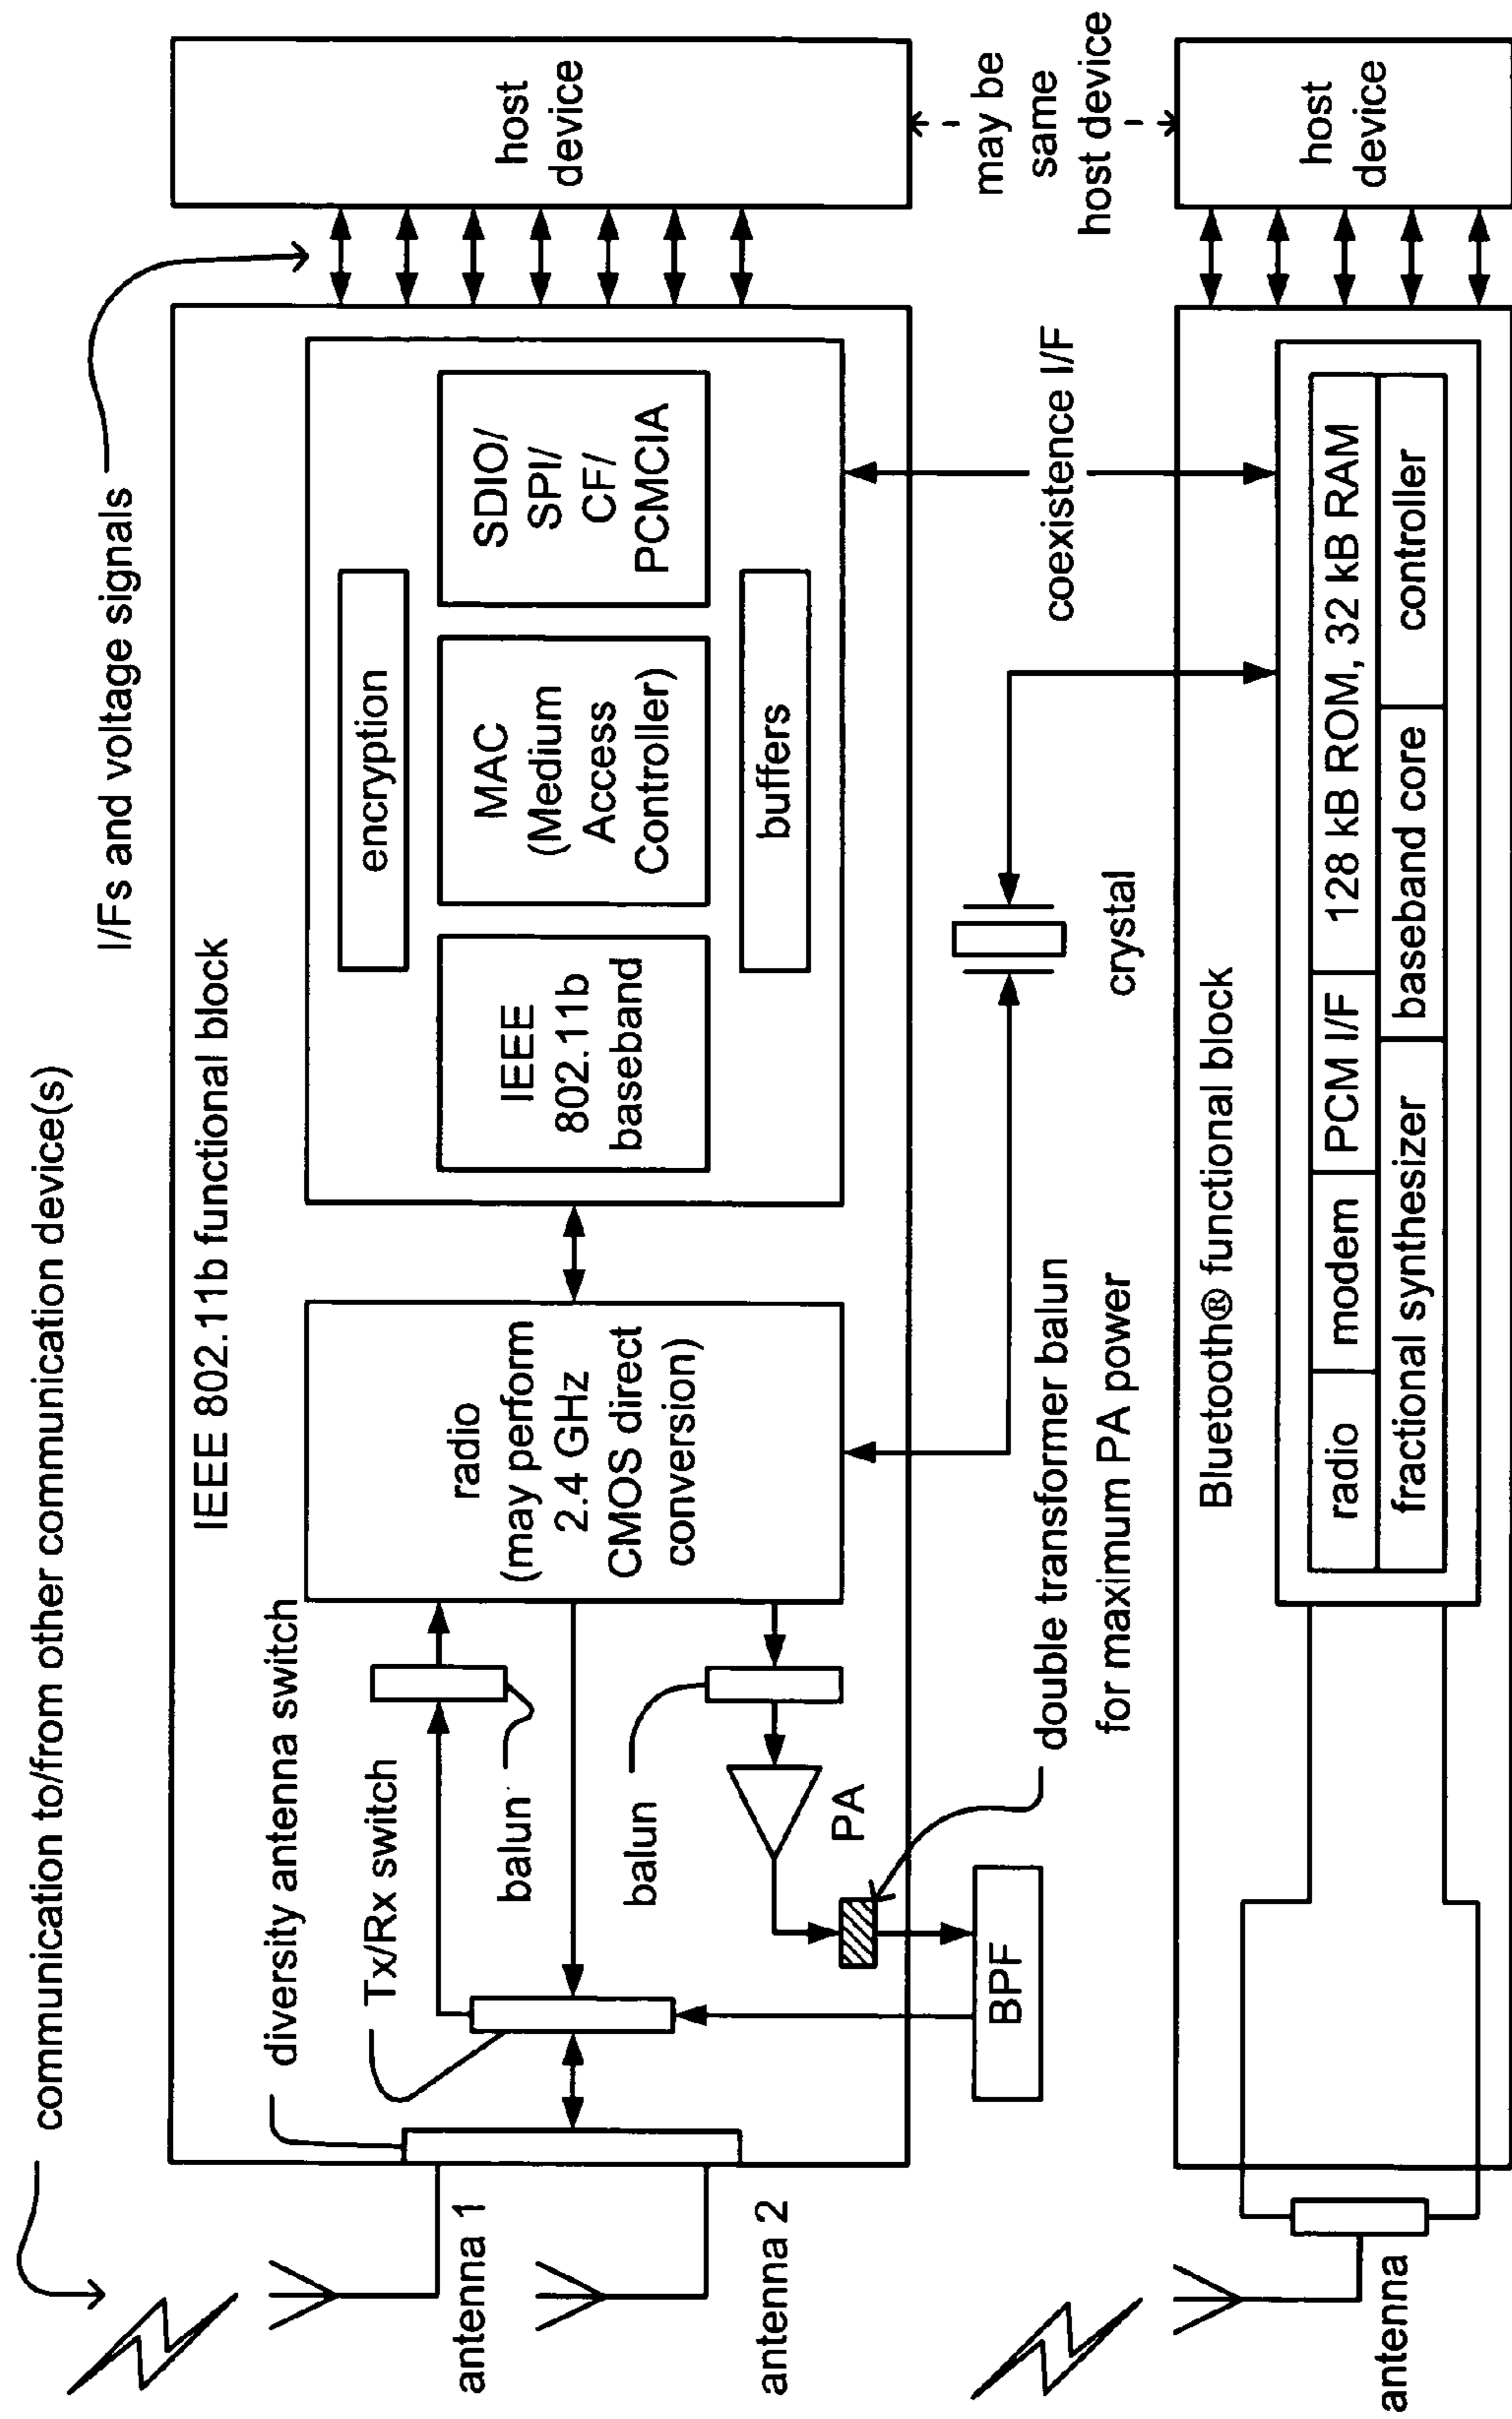 communication to/from other communication device(s)
I/Fs and voltage signals
IEEE 802.11b functional block
diversity antenna switch
Tx/Rx switch
balun
balun
PA
radio
(may perform
2.4 GHz
CMOS direct
conversion)
encryption
IEEE
802.11b
baseband
MAC
(Medium
Access
Controller)
SDIO/
SPI/
CF/
PCMCIA
buffers
host
device
antenna 1
antenna 2
BPF
double transformer balun
for maximum PA power
crystal
coexistence I/F
may be
same
host device
Bluetooth® functional block
radio
modem
PCM I/F
128 kB ROM, 32 kB RAM
fractional synthesizer
baseband core
controller
host
device
antenna